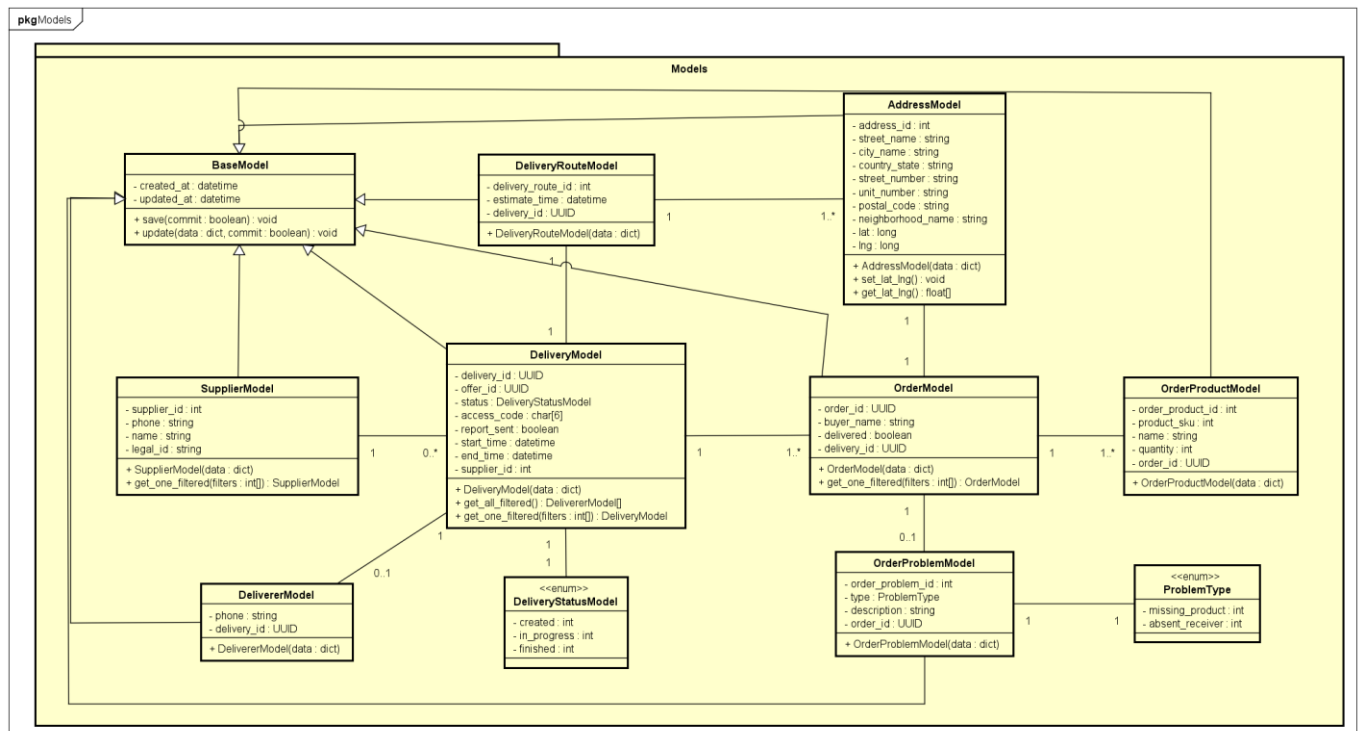 pkgModels
Models
BaseModel
- created_at : datetime
- updated_at : datetime
+ save(commit : boolean) : void
+ update(data : dict, commit : boolean) : void
DeliveryRouteModel
- delivery_route_id : int
- estimate_time : datetime
- delivery_id : UUID
+ DeliveryRouteModel(data : dict)
1
1..*
1
1
AddressModel
- address_id : int
- street_name : string
- city_name : string
- country_state : string
- street_number : string
- unit_number : string
- postal_code : string
- neighborhood_name : string
- lat : long
- lng : long
+ AddressModel(data : dict)
+ set_lat_lng() : void
+ get_lat_lng() : float[]
1
1
SupplierModel
- supplier_id : int
- phone : string
- name : string
- legal_id : string
+ SupplierModel(data : dict)
+ get_one_filtered(filters : int[]) : SupplierModel
1
0..*
DeliveryModel
- delivery_id : UUID
- offer_id : UUID
- status : DeliveryStatusModel
- access_code : char[6]
- report_sent : boolean
- start_time : datetime
- end_time : datetime
- supplier_id : int
+ DeliveryModel(data : dict)
+ get_all_filtered() : DelivererModel[]
+ get_one_filtered(filters : int[]) : DeliveryModel
1
1..*
OrderModel
- order_id : UUID
- buyer_name : string
- delivered : boolean
- delivery_id : UUID
+ OrderModel(data : dict)
+ get_one_filtered(filters : int[]) : OrderModel
1
1..*
OrderProductModel
- order_product_id : int
- product_sku : int
- name : string
- quantity : int
- order_id : UUID
+ OrderProductModel(data : dict)
1
0..1
1
1
1
0..1
DelivererModel
- phone : string
- delivery_id : UUID
+ DelivererModel(data : dict)
<<enum>>
DeliveryStatusModel
- created : int
- in_progress : int
- finished : int
OrderProblemModel
- order_problem_id : int
- type : ProblemType
- description : string
- order_id : UUID
+ OrderProblemModel(data : dict)
1
1
<<enum>>
ProblemType
- missing_product : int
- absent_receiver : int